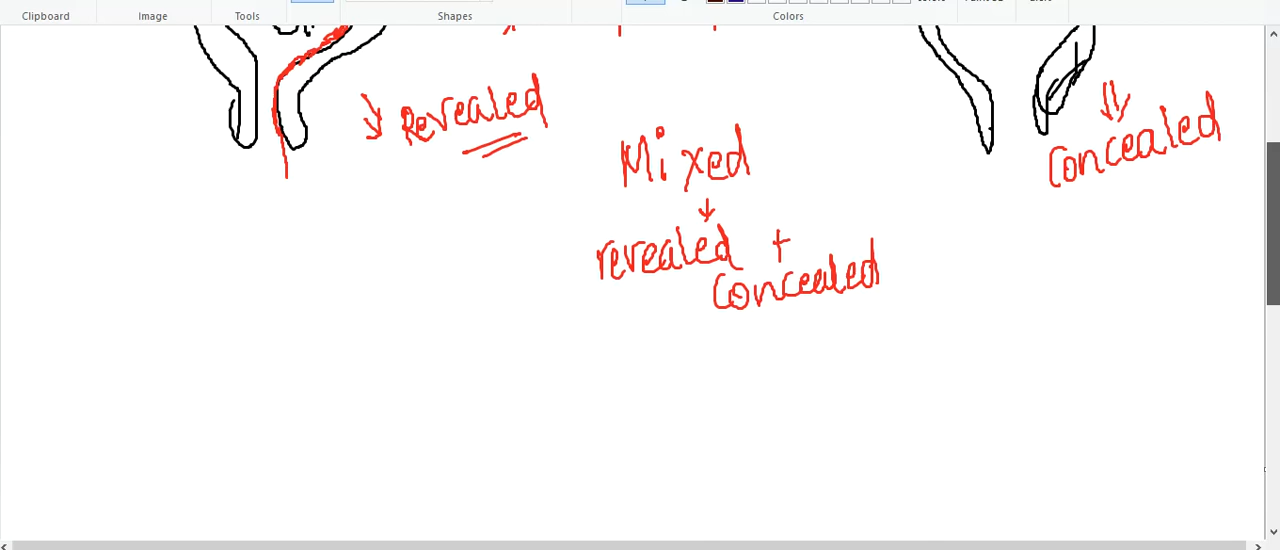 Clipboard
Image
Tools
Shapes
Colors
Revealed
Mixed
Concealed
revealed +
Concealed